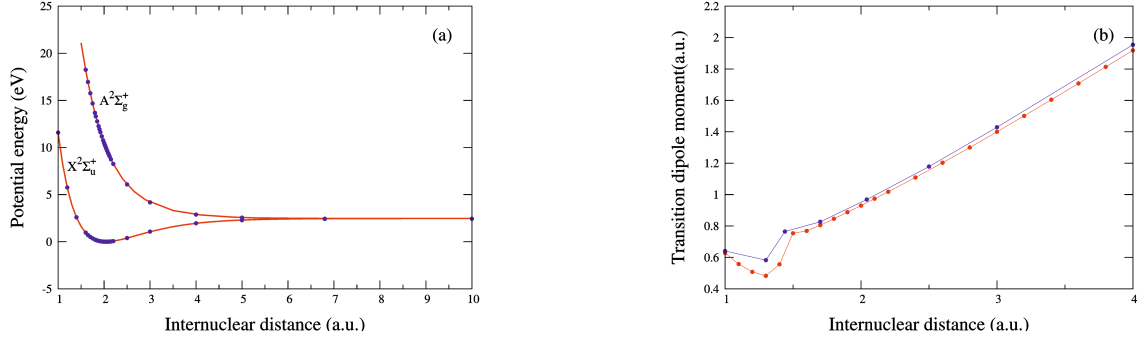 25
20
15
10
5
0
-5
Potential energy (eV)
(a)
A²Σg⁺
X²Σu⁺
1 2 3 4 5 6 7 8 9 10
Internuclear distance (a.u.)
2.2
2
1.8
1.6
1.4
1.2
1
0.8
0.6
0.4
Transition dipole moment(a.u.)
(b)
1 2 3 4
Internuclear distance (a.u.)